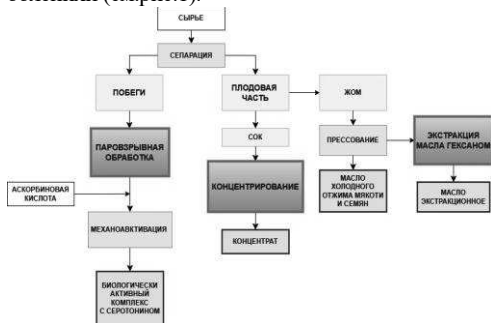 СЫРЬЕ
СЕПАРАЦИЯ
ПОБЕГИ
ПЛОДОВАЯ
ЧАСТЬ
ЖОМ
ПАРОВЗРЫВНАЯ
ОБРАБОТКА
СОК
ПРЕССОВАНИЕ
ЭКСТРАКЦИЯ
МАСЛА ГЕКСАНОМ
АСКОРБИНОВАЯ
КИСЛОТА
КОНЦЕНТРИРОВАНИЕ
МАСЛО
ХОЛОДНОГО
ОТЖИМА МЯКОТИ
И СЕМЯН
МАСЛО
ЭКСТРАКЦИОННОЕ
МЕХАНОАКТИВАЦИЯ
КОНЦЕНТРАТ
БИОЛОГИЧЕСКИ
АКТИВНЫЙ
КОМПЛЕКС
С СЕРОТОНИНОМ